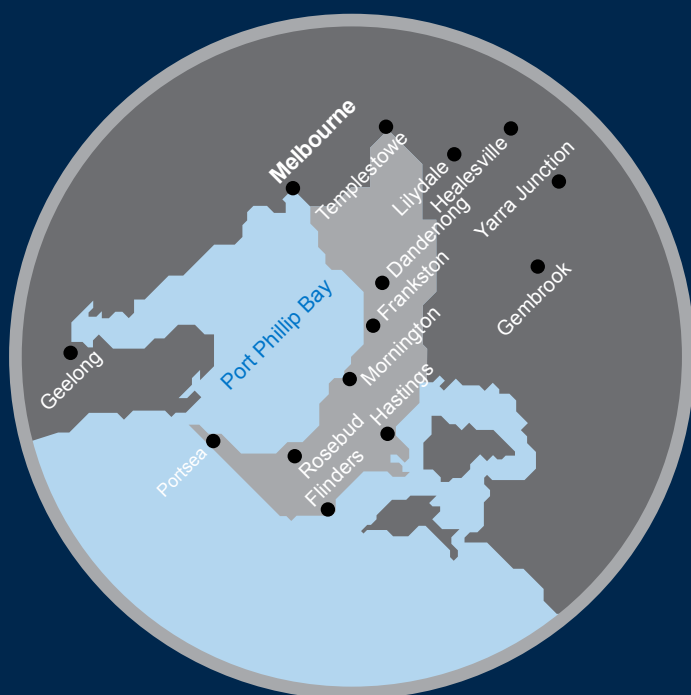 Melbourne
Templestowe
Lilydale
Healesville
Yarra Junction
Dandenong
Gembrook
Frankston
Port Phillip Bay
Mornington
Geelong
Hastings
Portsea
Rosebud
Flinders